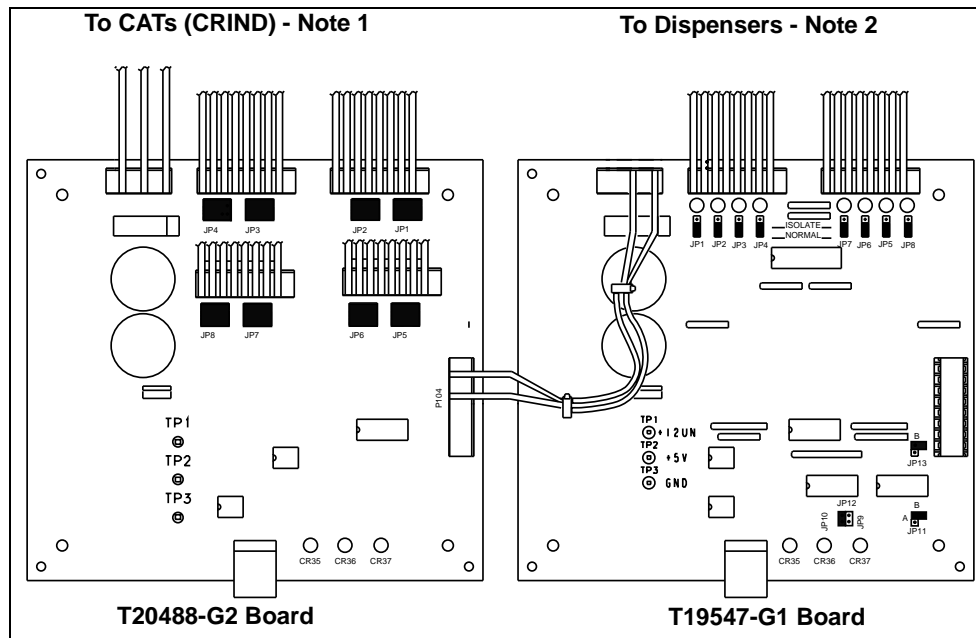 To CATs (CRIND) - Note 1
To Dispensers - Note 2
JP4 JP3 JP2 JP1
JP8 JP7 JP6 JP5
P104
TP1
TP2
TP3
CR35 CR36 CR37
T20488-G2 Board
JP1 JP2 JP3 JP4
ISOLATE
NORMAL
JP7 JP6 JP5 JP8
TP1
+12UN
TP2
+5V
TP3
GND
B
JP13
JP12
JP10
JP9
B
A
JP11
CR35 CR36 CR37
T19547-G1 Board